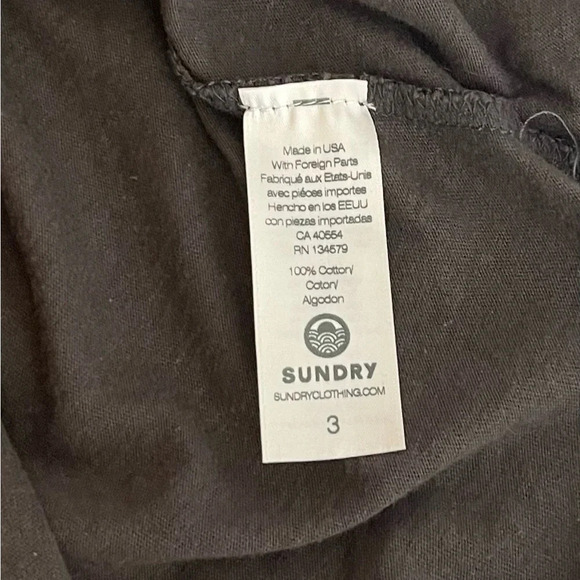 Made in USA
With Foreign Parts
Fabriqué aux Etats-Unis
avec pièces importes
Hencho en los EEUU
con piezas importadas
CA 40554
RN 134579
100% Cotton/
Coton/
Algodon
SUNDRY
SUNDRYCLOTHING.COM
3